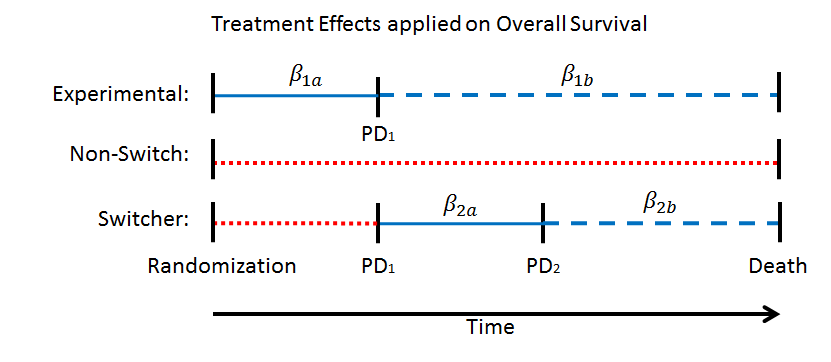 Treatment Effects applied on Overall Survival
β1a β1b
Experimental:
PD1
Non-Switch:
β2a β2b
Switcher:
Randomization PD1 PD2 Death
Time